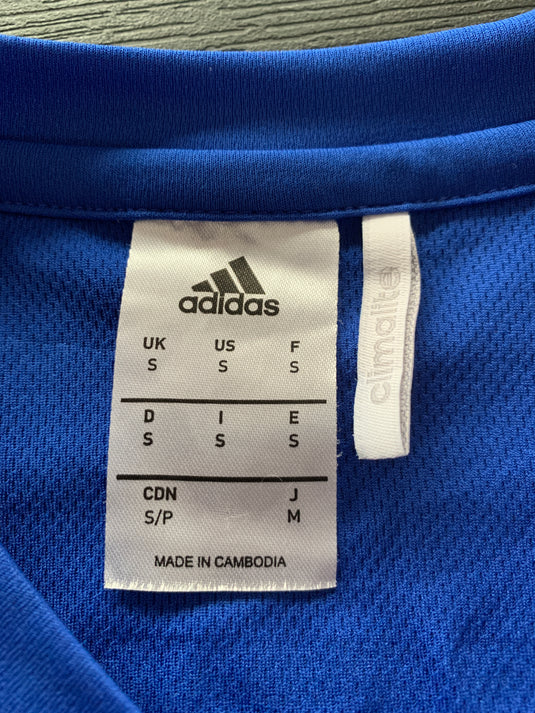 adidas
UK US F
S S S
D I E
S S S
CDN J
S/P M
MADE IN CAMBODIA
climalite